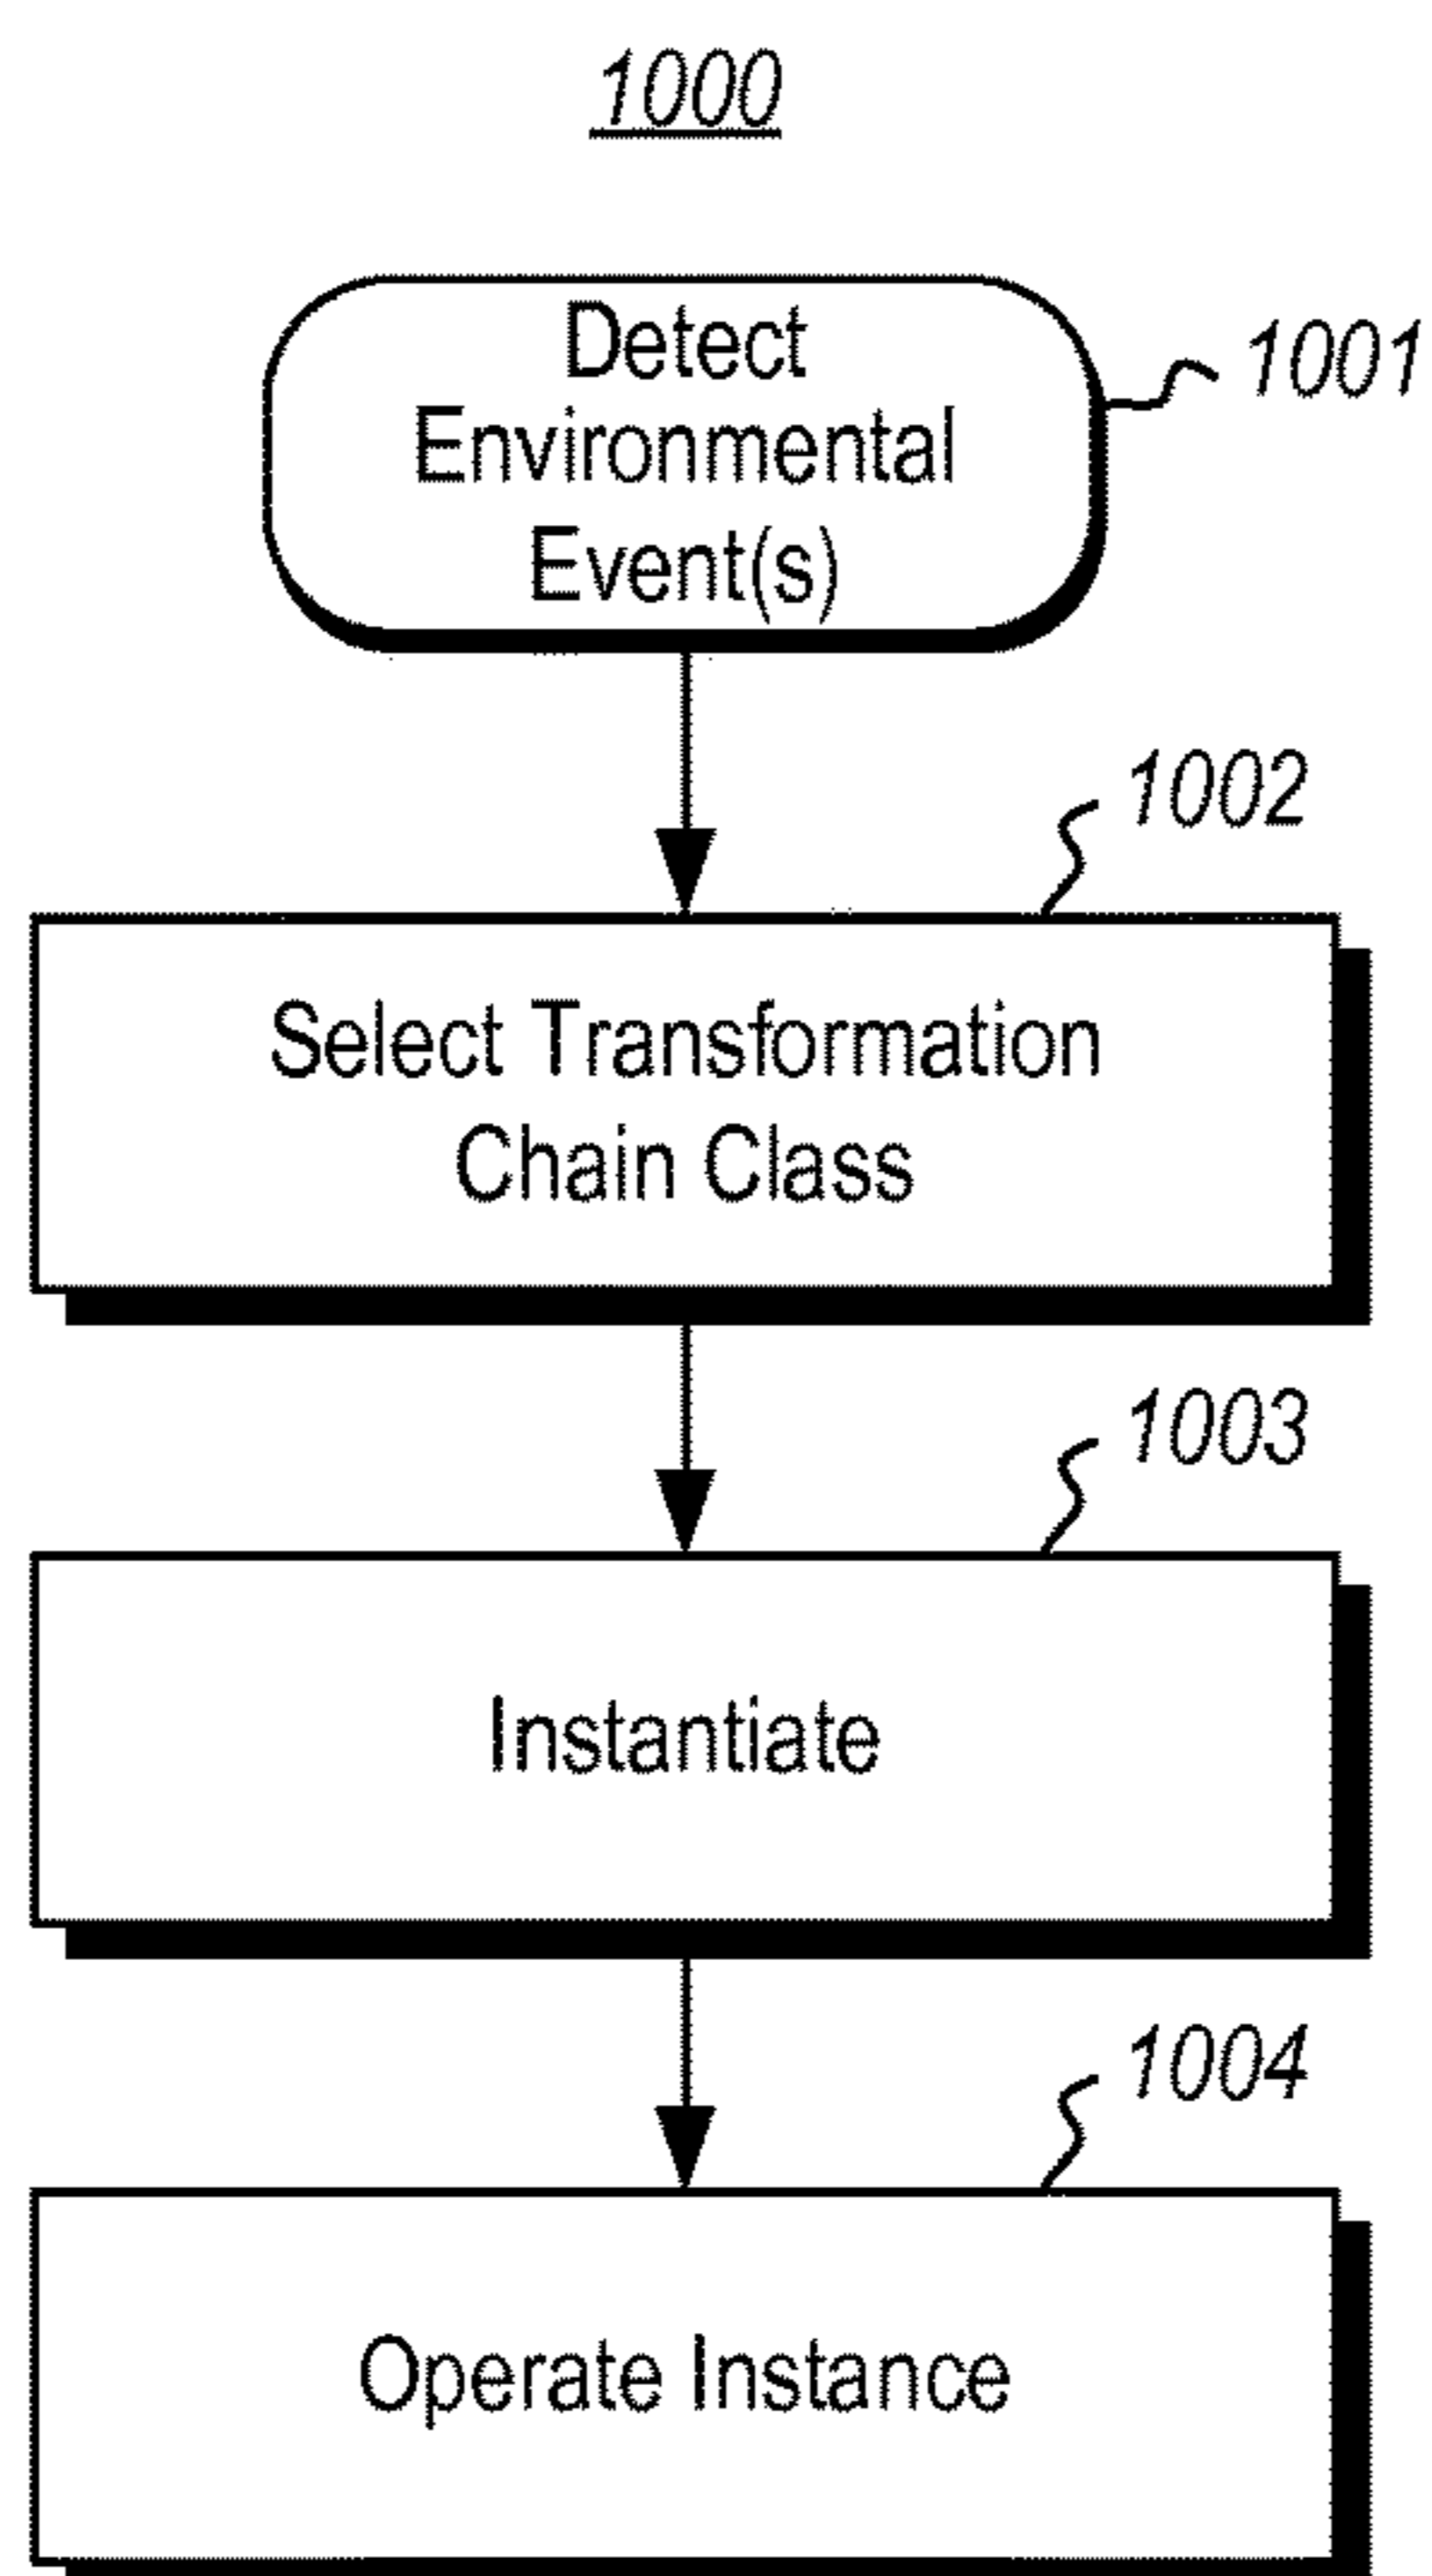 1000
Detect
Environmental
Event(s)
1001
1002
Select Transformation
Chain Class
1003
Instantiate
1004
Operate Instance